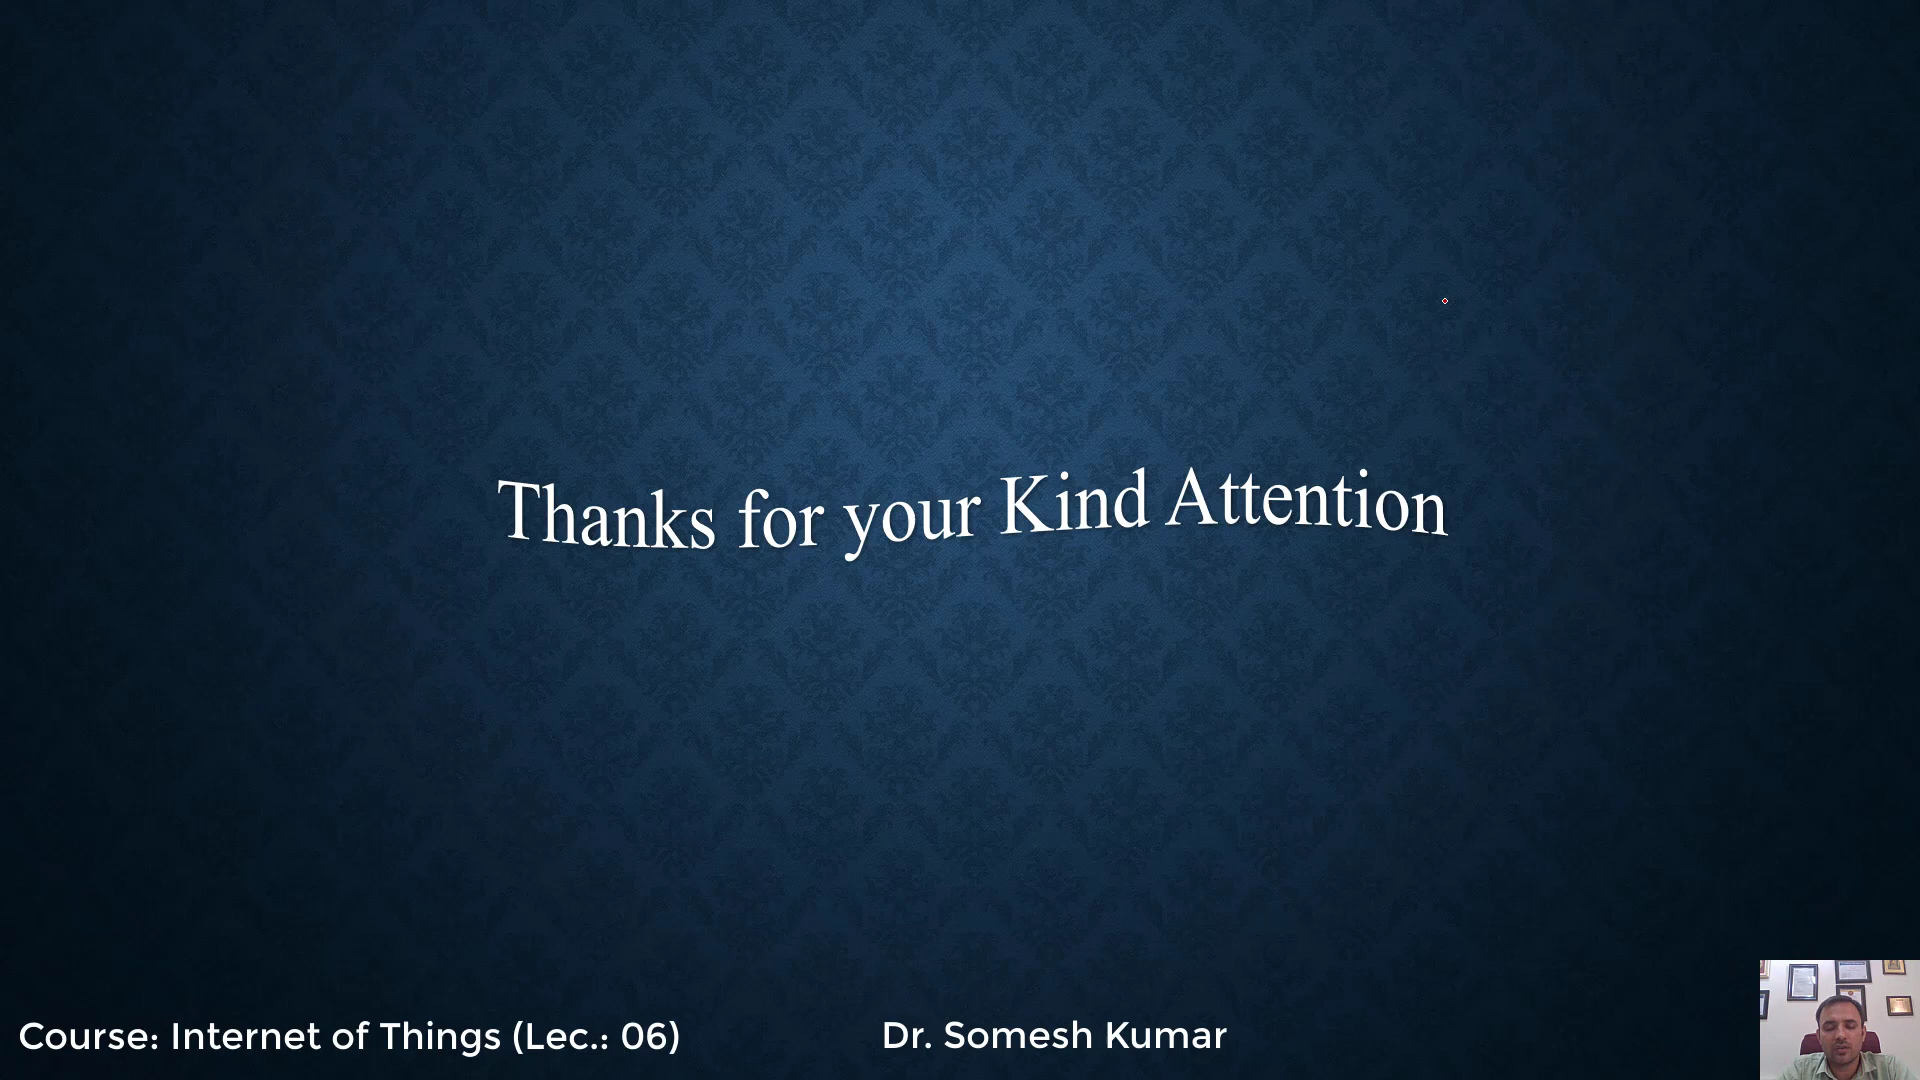 Thanks for your Kind Attention
Course: Internet of Things (Lec.: 06)
Dr. Somesh Kumar